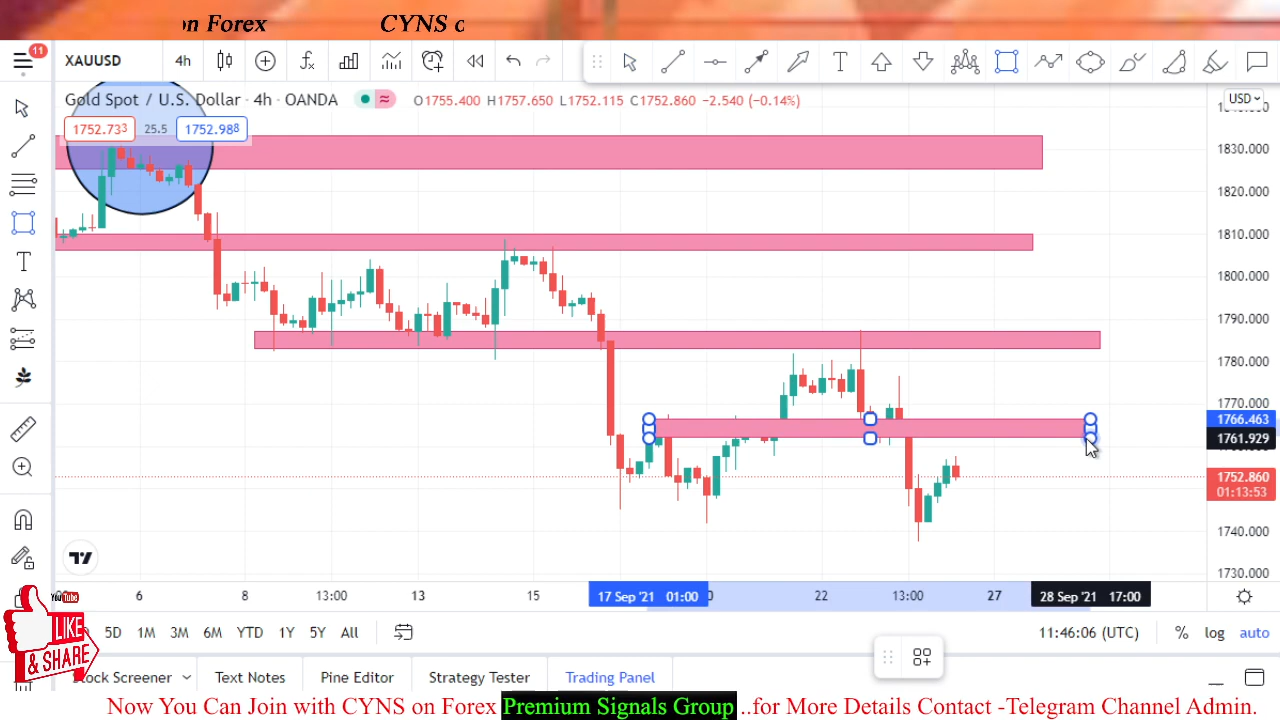 on Forex CYNS
11
XAUUSD 4h
Gold Spot / U.S. Dollar · 4h · OANDA O1755.400 H1757.650 L1752.115 C1752.860 −2.540 (−0.14%)
USD
1752.733 25.5 1752.988
1830.000
1820.000
1810.000
1800.000
1790.000
1780.000
1770.000
1766.463
1761.929
1752.860
01:13:53
1740.000
1730.000
6 13:00 8 13:00 13 15 17 Sep '21 01:00 22 13:00 27 28 Sep '21 17:00
YouTube
LIKE
& SHARE
5D 1M 3M 6M YTD 1Y 5Y All 11:46:06 (UTC) % log auto
Stock Screener Text Notes Pine Editor Strategy Tester Trading Panel
Now You Can Join with CYNS on Forex Premium Signals Group ..for More Details Contact -Telegram Channel Admin.